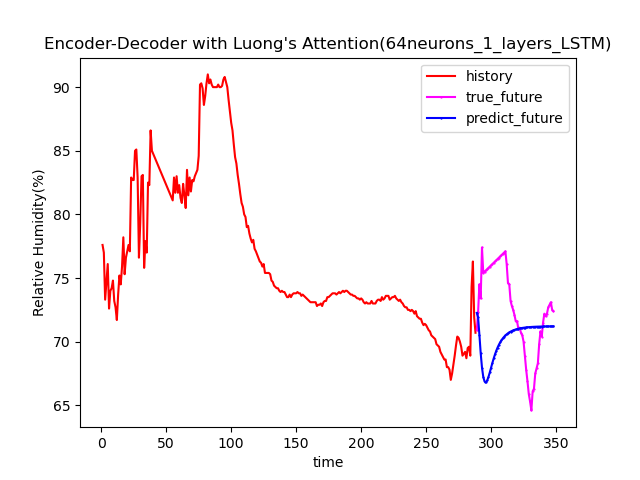 Encoder-Decoder with Luong's Attention(64neurons_1_layers_LSTM)
history
true_future
predict_future
Relative Humidity(%)
90
85
80
75
70
65
0
50
100
150
200
250
300
350
time